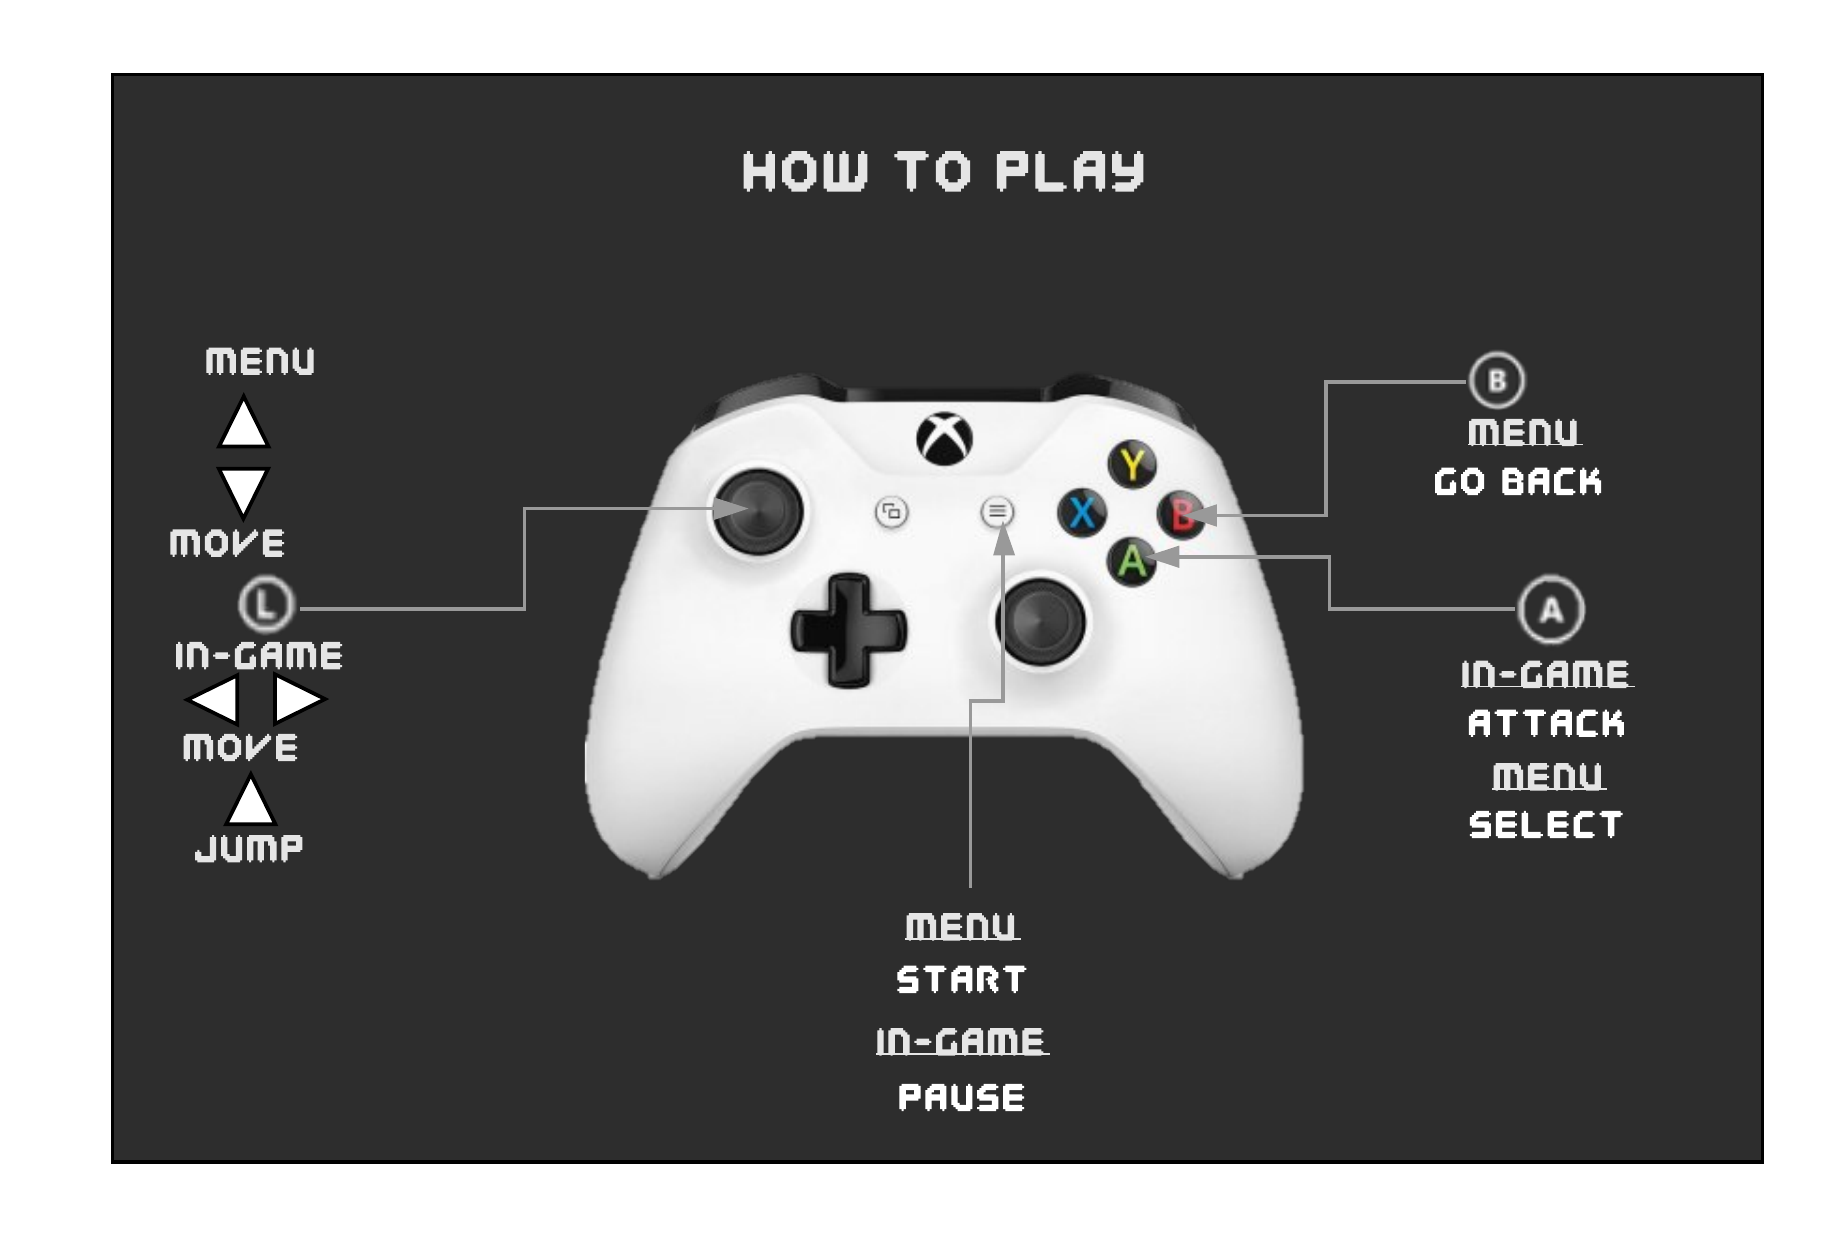 HOW TO PLAY
MENU
MOVE
L
IN-GAME
MOVE
JUMP
Y
X
B
A
B
MENU
GO BACK
A
IN-GAME
ATTACK
MENU
SELECT
MENU
START
IN-GAME
PAUSE